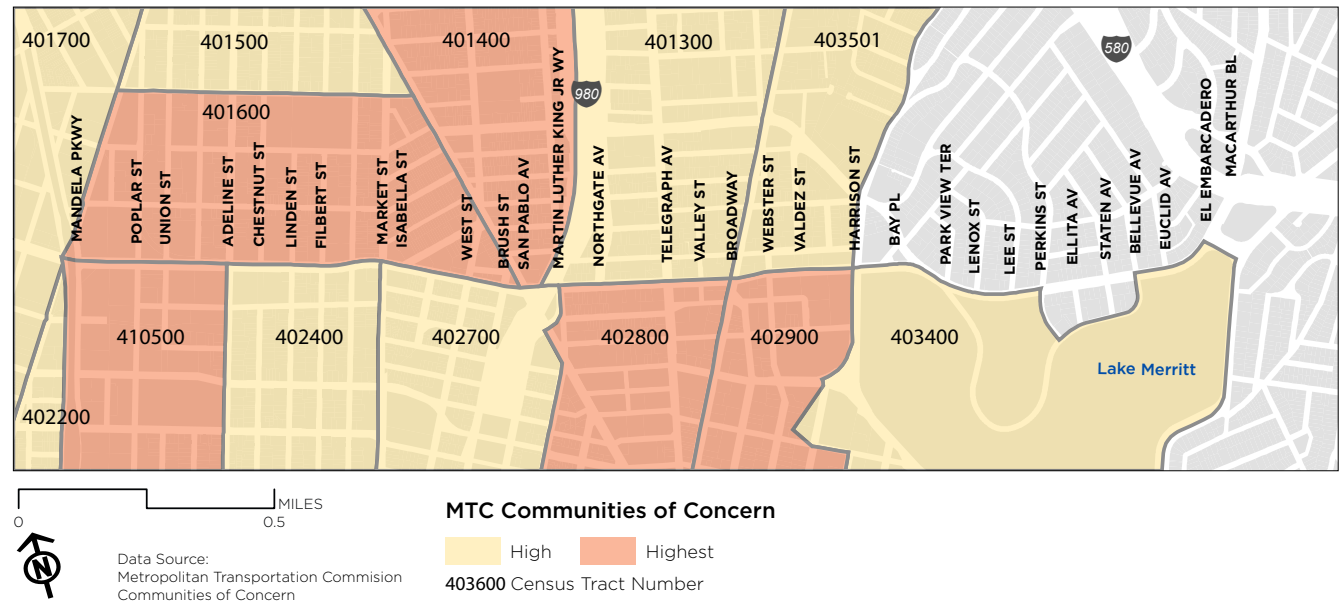 401700
401500
401400
401300
403501
580
980
401600
MANDELA PKWY
POPLAR ST
UNION ST
ADELINE ST
CHESTNUT ST
LINDEN ST
FILBERT ST
MARKET ST
ISABELLA ST
WEST ST
BRUSH ST
SAN PABLO AV
MARTIN LUTHER KING JR WY
NORTHGATE AV
TELEGRAPH AV
VALLEY ST
BROADWAY
WEBSTER ST
VALDEZ ST
HARRISON ST
BAY PL
PARK VIEW TER
LENOX ST
LEE ST
PERKINS ST
ELLITA AV
STATEN AV
BELLEVUE AV
EUCLID AV
EL EMBARCADERO
MACARTHUR BL
410500
402400
402700
402800
402900
403400
Lake Merritt
402200
MILES
0
0.5
N
Data Source:
Metropolitan Transportation Commision
Communities of Concern
MTC Communities of Concern
High
Highest
403600 Census Tract Number